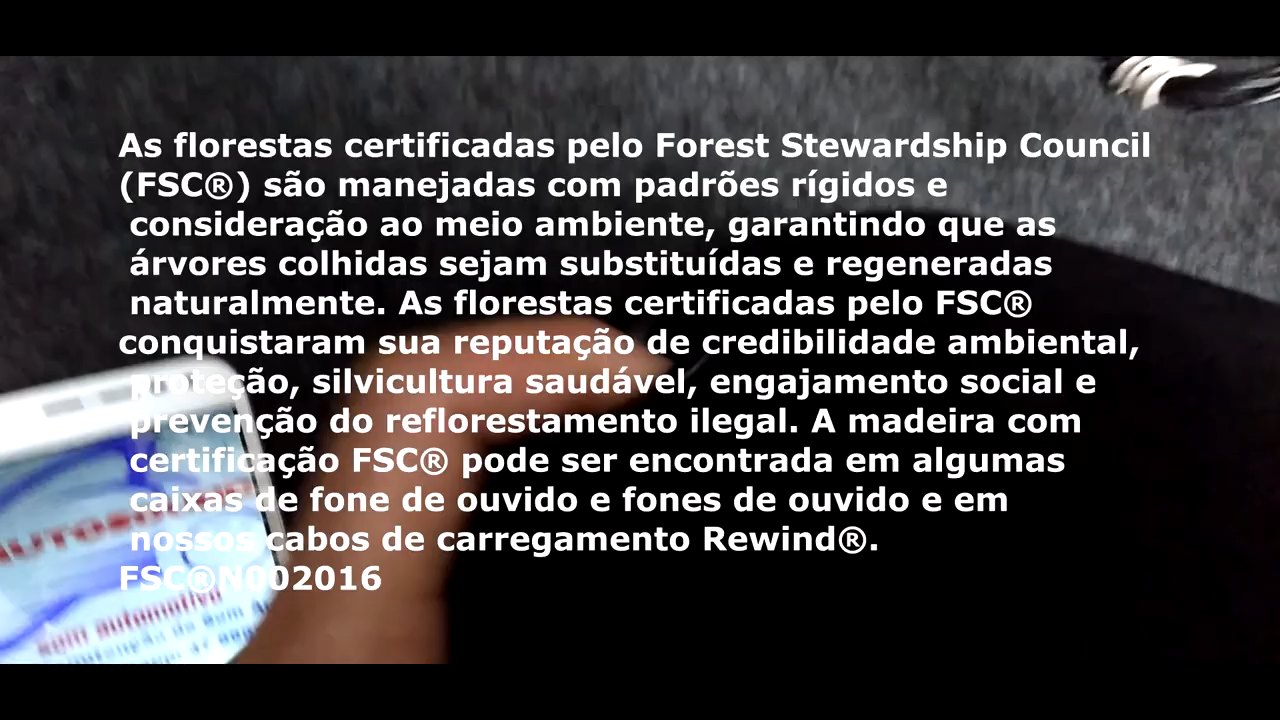 As florestas certificadas pelo Forest Stewardship Council
(FSC®) são manejadas com padrões rígidos e
consideração ao meio ambiente, garantindo que as
árvores colhidas sejam substituídas e regeneradas
naturalmente. As florestas certificadas pelo FSC®
conquistaram sua reputação de credibilidade ambiental,
proteção, silvicultura saudável, engajamento social e
prevenção do reflorestamento ilegal. A madeira com
certificação FSC® pode ser encontrada em algumas
caixas de fone de ouvido e fones de ouvido e em
nossos cabos de carregamento Rewind®.
FSC®N002016
som automotivo